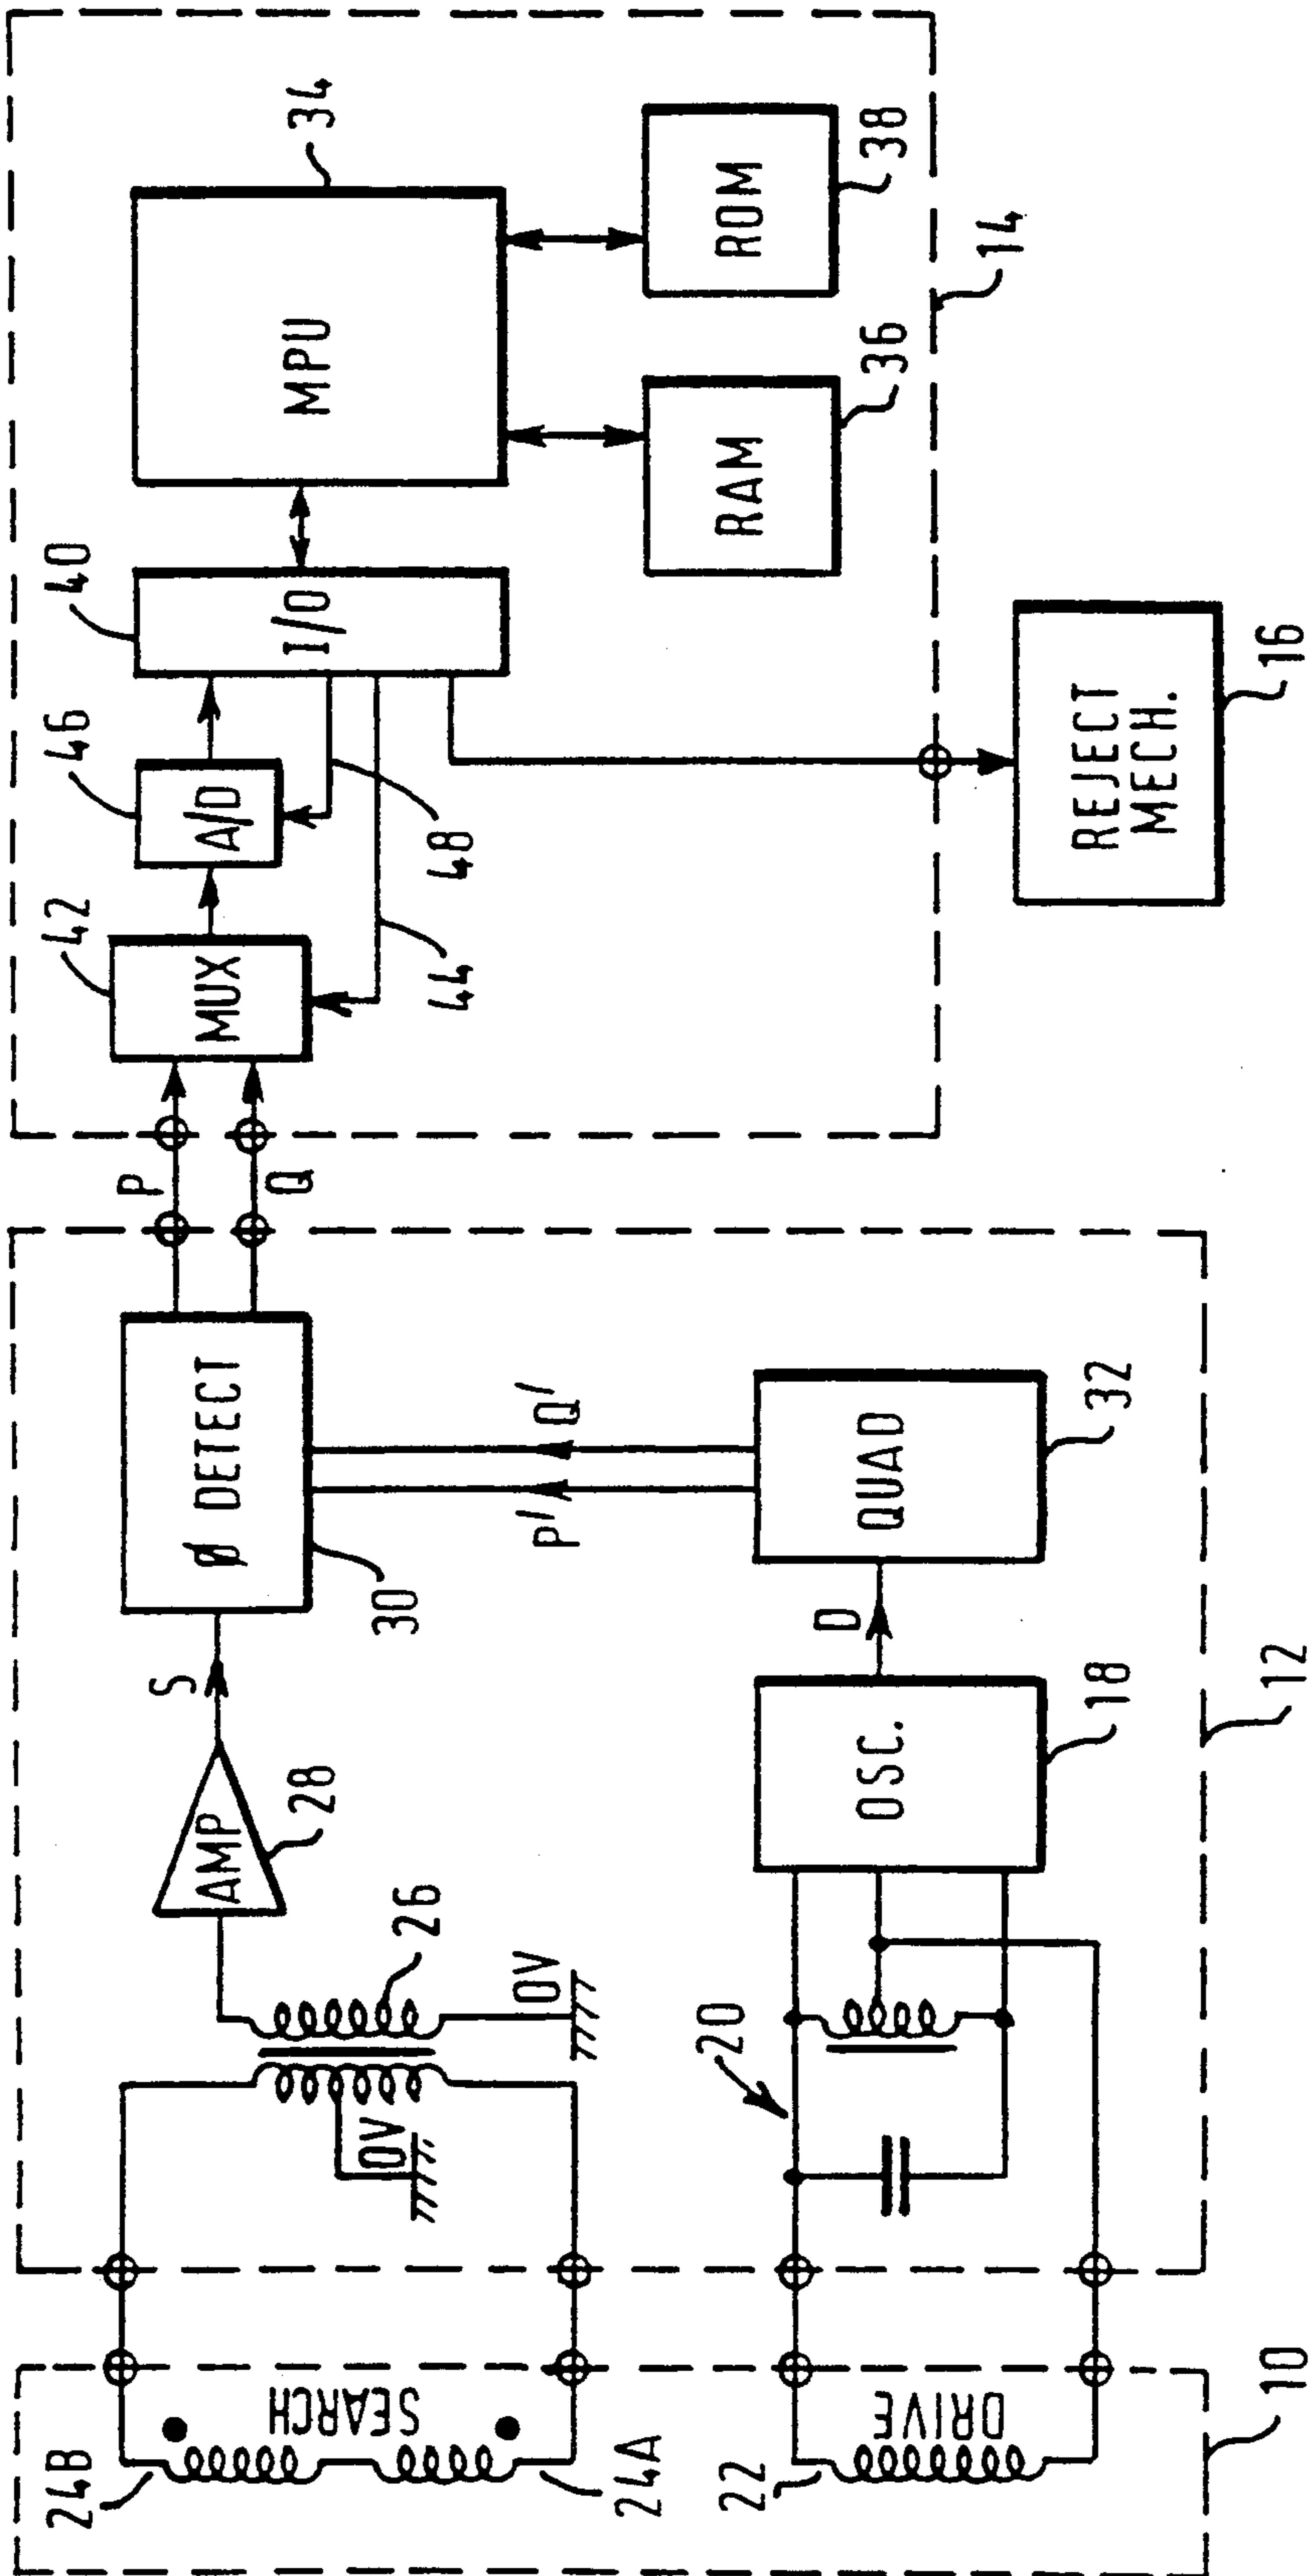 24B
24A
SEARCH
22
DRIVE
10
0V
0V
26
AMP
28
S
Ø DETECT
30
P'
Q'
20
OSC.
18
D
QUAD
32
12
P
Q
MUX
42
A/D
46
I/O
40
48
44
MPU
34
RAM
36
ROM
38
14
REJECT
MECH.
16